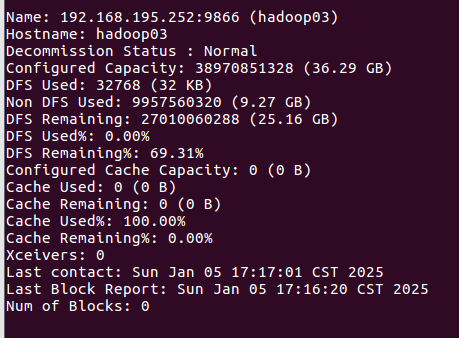 Name: 192.168.195.252:9866 (hadoop03)
Hostname: hadoop03
Decommission Status : Normal
Configured Capacity: 38970851328 (36.29 GB)
DFS Used: 32768 (32 KB)
Non DFS Used: 9957560320 (9.27 GB)
DFS Remaining: 27010060288 (25.16 GB)
DFS Used%: 0.00%
DFS Remaining%: 69.31%
Configured Cache Capacity: 0 (0 B)
Cache Used: 0 (0 B)
Cache Remaining: 0 (0 B)
Cache Used%: 100.00%
Cache Remaining%: 0.00%
Xceivers: 0
Last contact: Sun Jan 05 17:17:01 CST 2025
Last Block Report: Sun Jan 05 17:16:20 CST 2025
Num of Blocks: 0